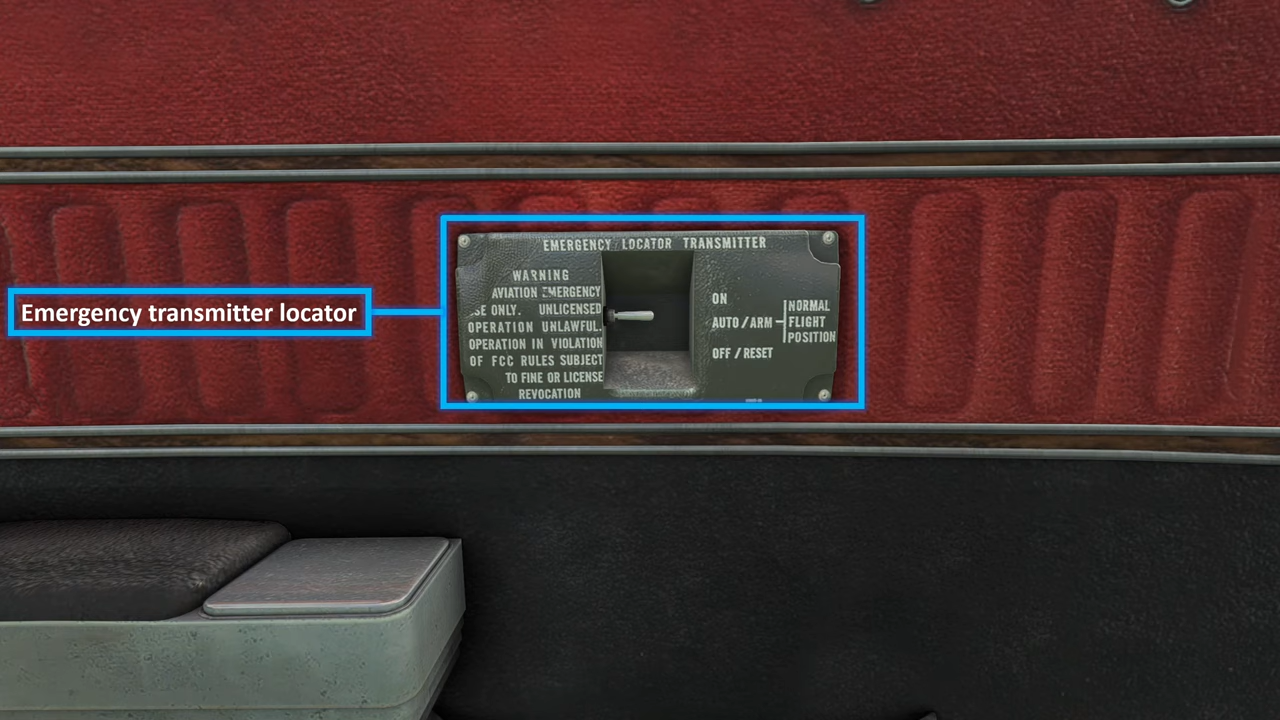 EMERGENCY LOCATOR TRANSMITTER
WARNING
AVIATION EMERGENCY
USE ONLY. UNLICENSED
OPERATION UNLAWFUL.
OPERATION IN VIOLATION
OF FCC RULES SUBJECT
TO FINE OR LICENSE
REVOCATION
ON
AUTO/ARM
NORMAL
FLIGHT
POSITION
OFF/RESET
Emergency transmitter locator